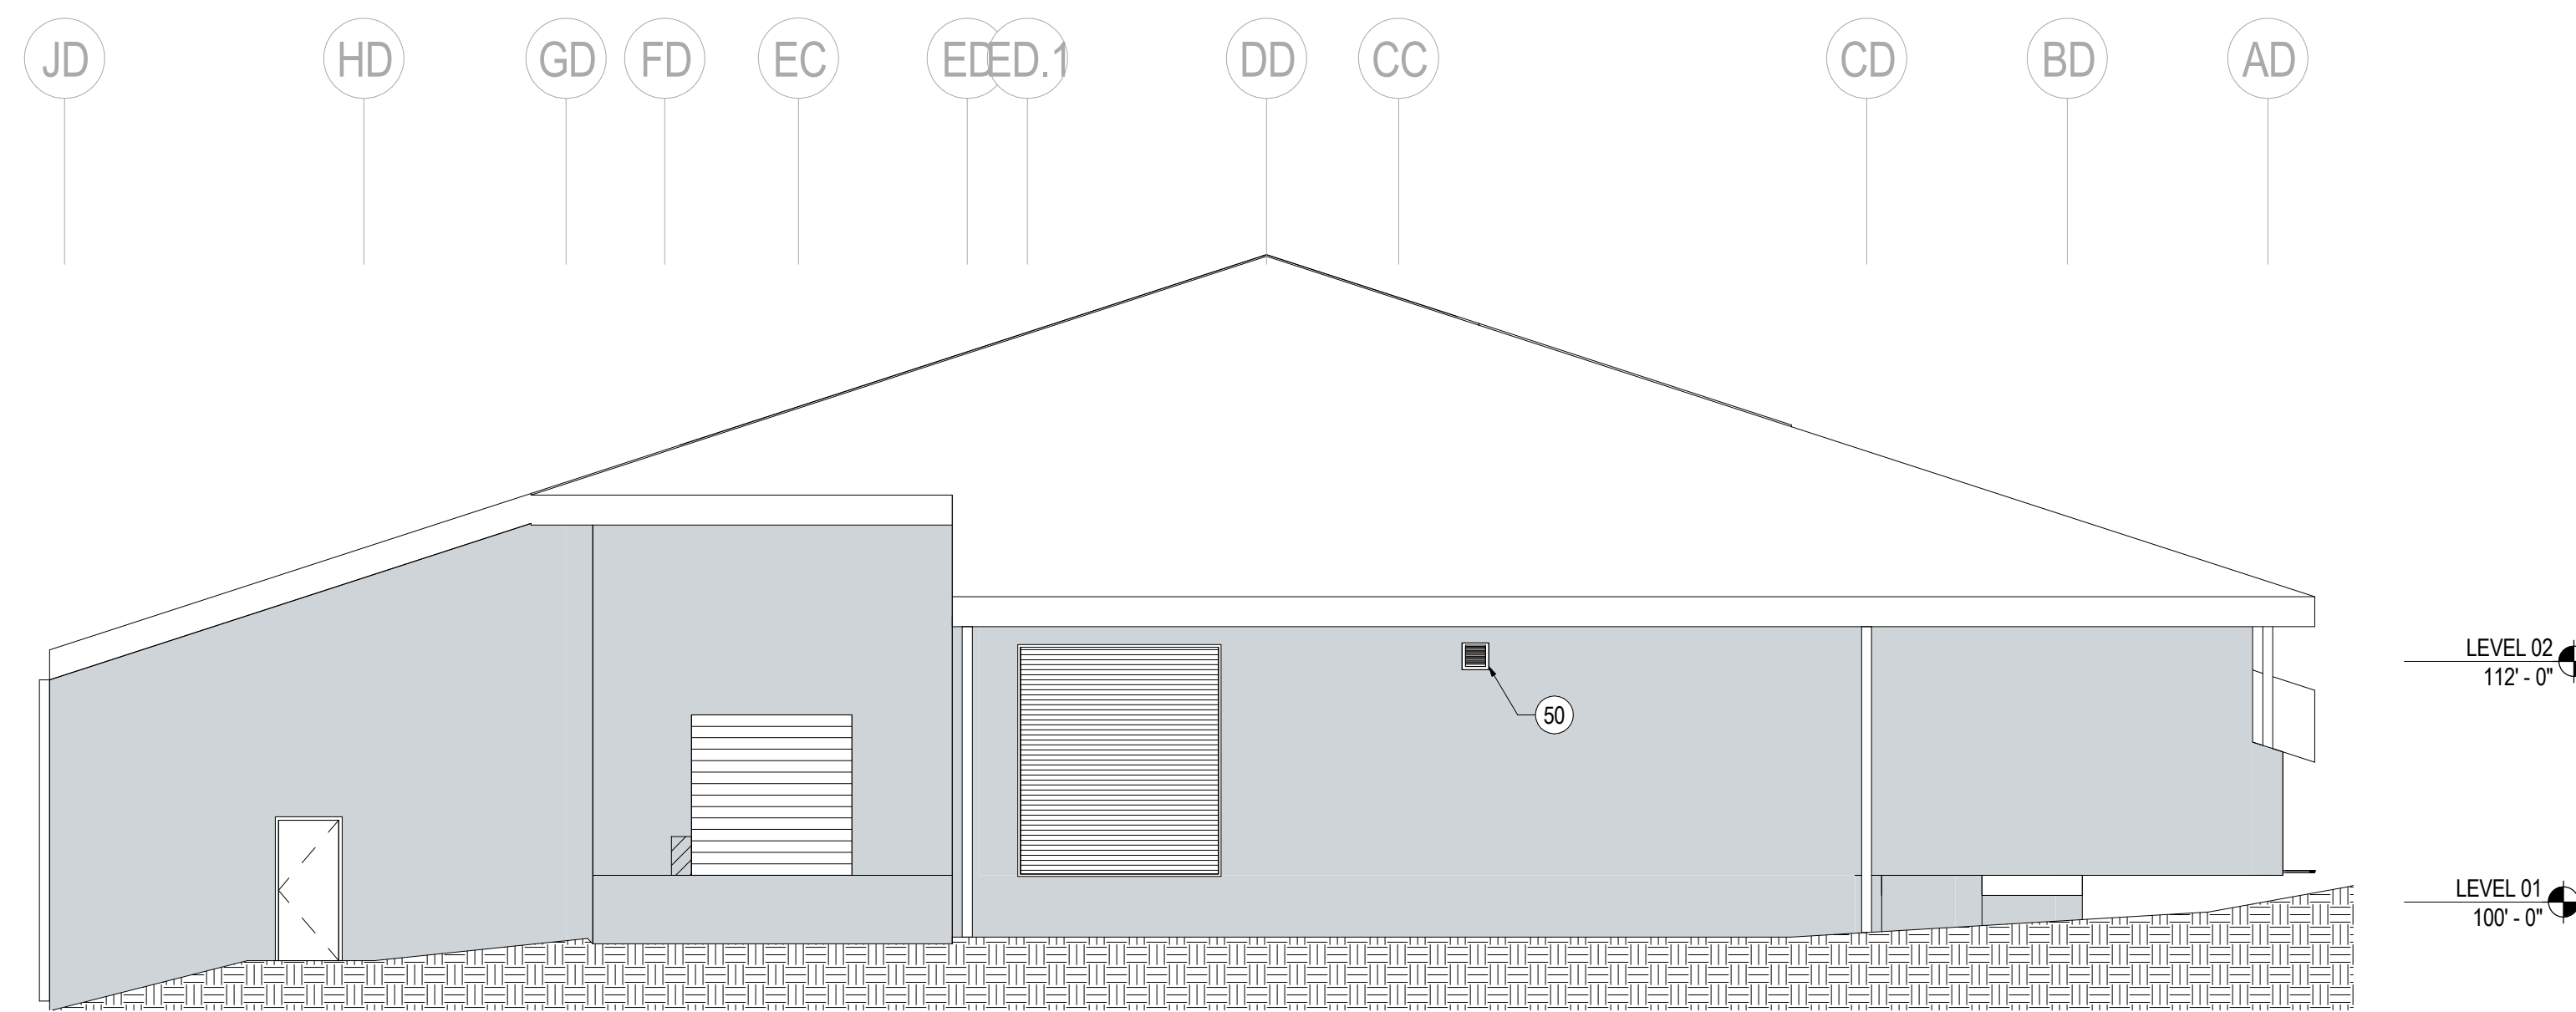 JD HD GD FD EC ED ED.1 DD CC CD BD AD
LEVEL 02
112' - 0"
50
LEVEL 01
100' - 0"